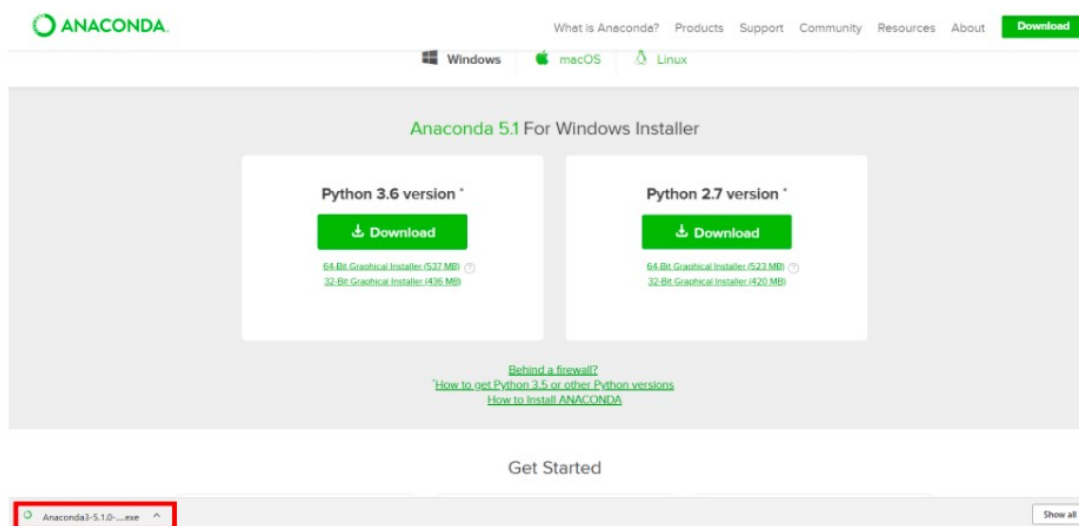 ANACONDA.
What is Anaconda? Products Support Community Resources About Download
Windows macOS Linux
Anaconda 5.1 For Windows Installer
Python 3.6 version *
Download
64-Bit Graphical Installer (537 MB) ?
32-Bit Graphical Installer (436 MB)
Python 2.7 version *
Download
64-Bit Graphical Installer (523 MB) ?
32-Bit Graphical Installer (420 MB)
Behind a firewall?
*How to get Python 3.5 or other Python versions
How to Install ANACONDA
Get Started
Anaconda3-5.1.0-....exe
Show all